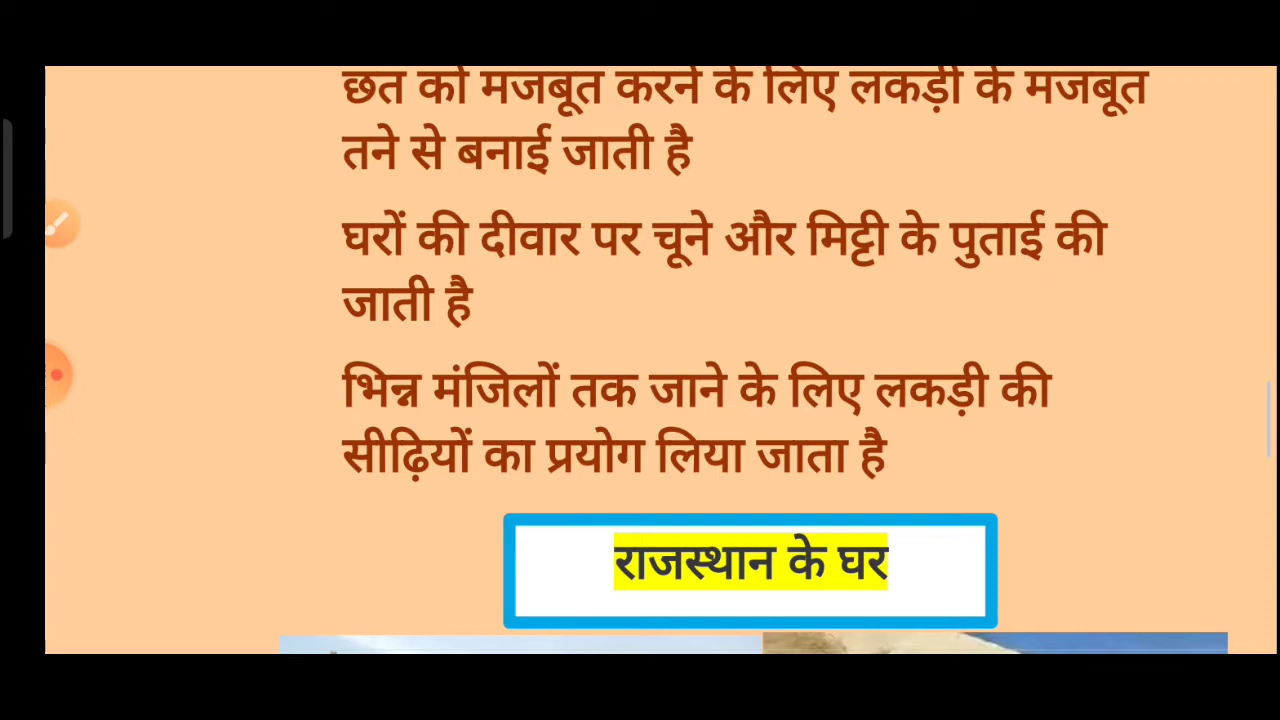 छत को मजबूत करने के लिए लकड़ी के मजबूत
तने से बनाई जाती है
घरों की दीवार पर चूने और मिट्टी के पुताई की
जाती है
भिन्न मंजिलों तक जाने के लिए लकड़ी की
सीढ़ियों का प्रयोग लिया जाता है
राजस्थान के घर